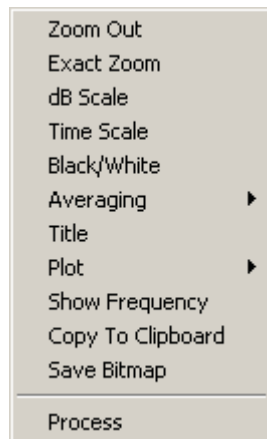 Zoom Out
Exact Zoom
dB Scale
Time Scale
Black/White
Averaging
Title
Plot
Show Frequency
Copy To Clipboard
Save Bitmap
Process